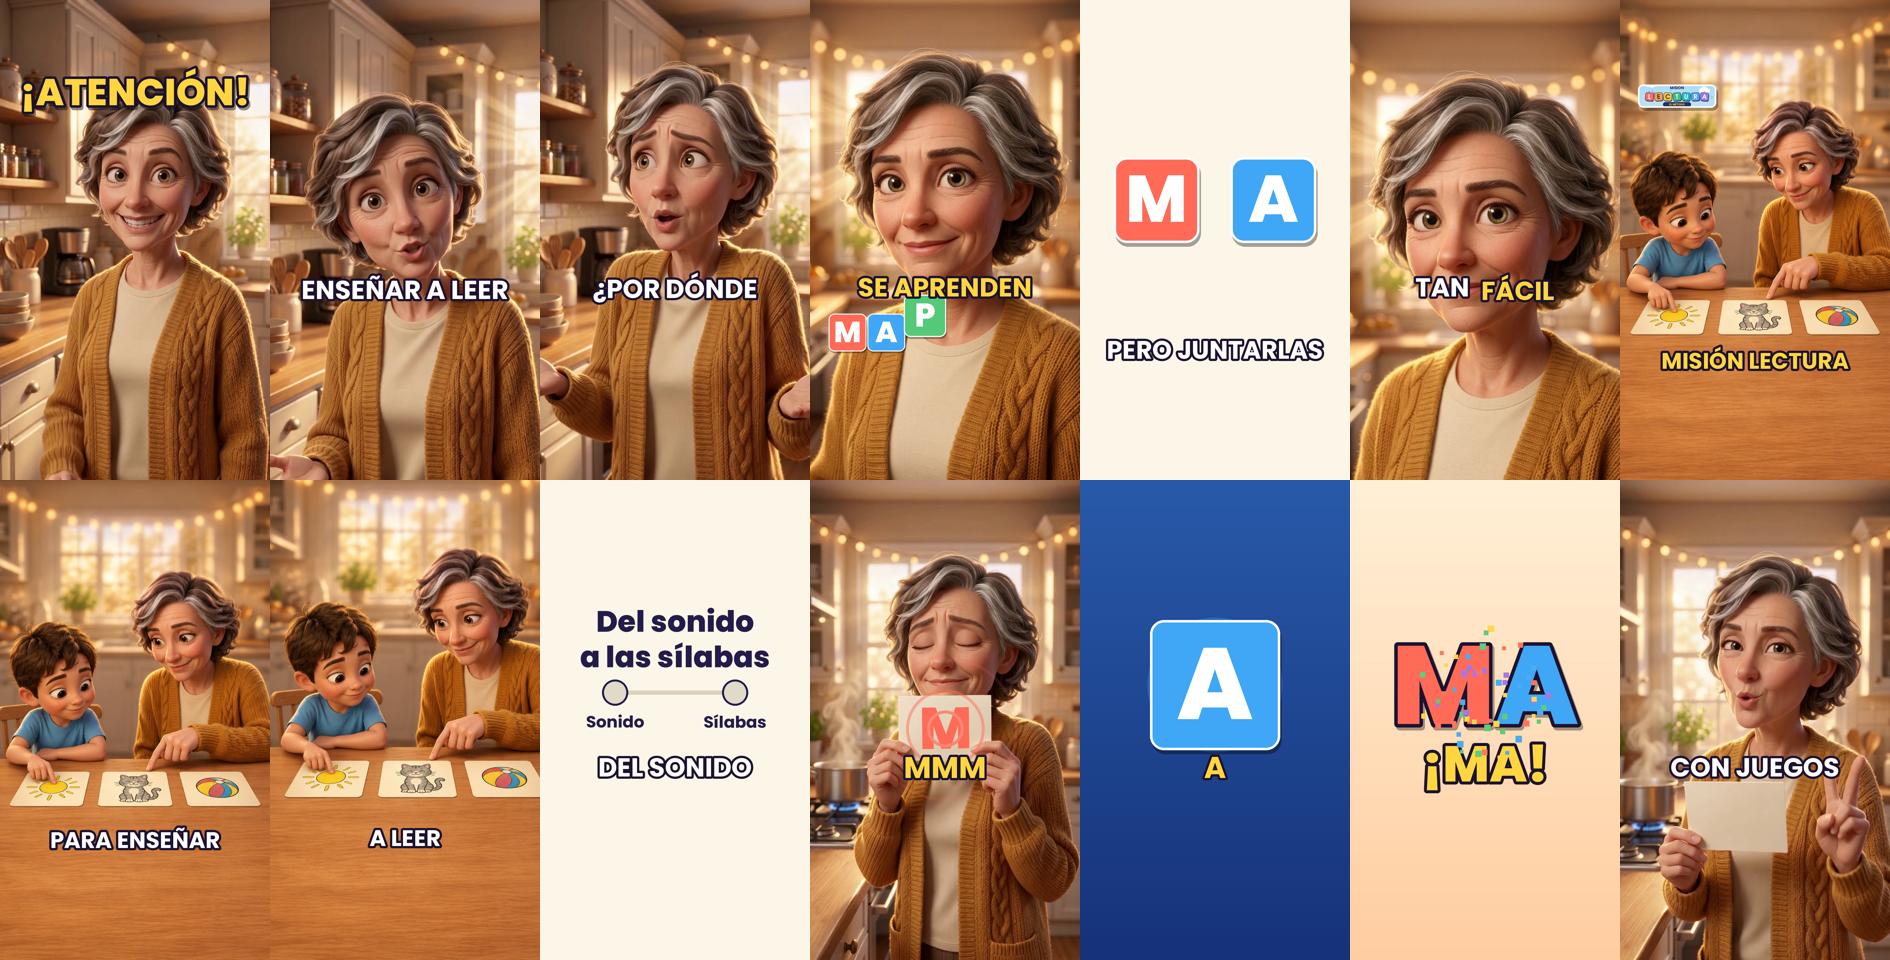 ¡ATENCIÓN!
ENSEÑAR A LEER
¿POR DÓNDE
SE APRENDEN
M A P
M A
PERO JUNTARLAS
TAN FÁCIL
MISIÓN
LECTURA
MISIÓN LECTURA
PARA ENSEÑAR
A LEER
Del sonido
a las sílabas
Sonido Sílabas
DEL SONIDO
M
MMM
A
A
MA
¡MA!
CON JUEGOS